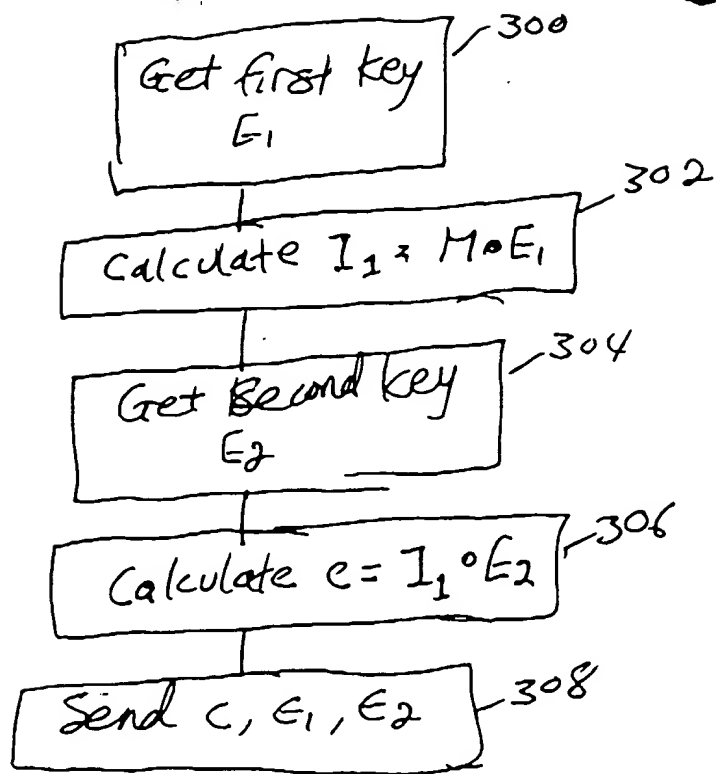 300
Get first key
E₁
302
Calculate I₁ = M•E₁
304
Get Second key
E₂
306
Calculate c = I₁∘E₂
308
Send c, E₁, E₂